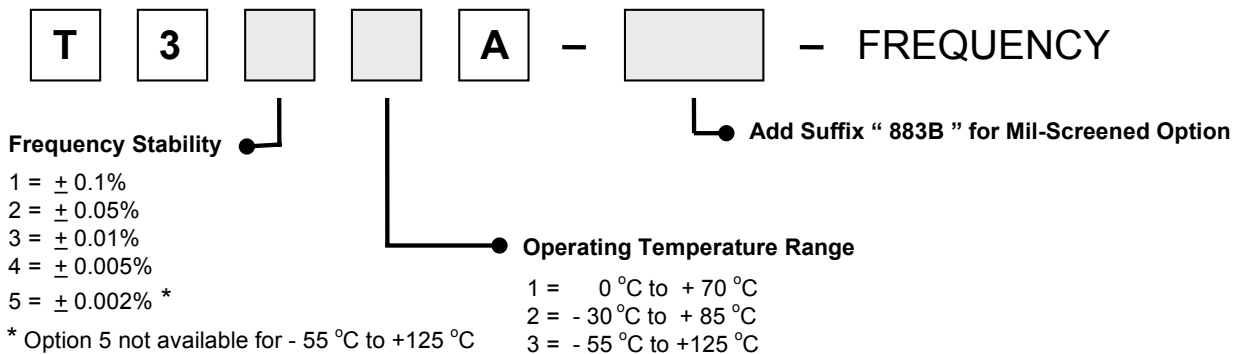 T 3 A – – FREQUENCY
Add Suffix “ 883B ” for Mil-Screened Option
Frequency Stability
1 = ± 0.1%
2 = ± 0.05%
3 = ± 0.01%
4 = ± 0.005%
5 = ± 0.002% *
* Option 5 not available for - 55 °C to +125 °C
Operating Temperature Range
1 = 0 °C to + 70 °C
2 = - 30 °C to + 85 °C
3 = - 55 °C to +125 °C